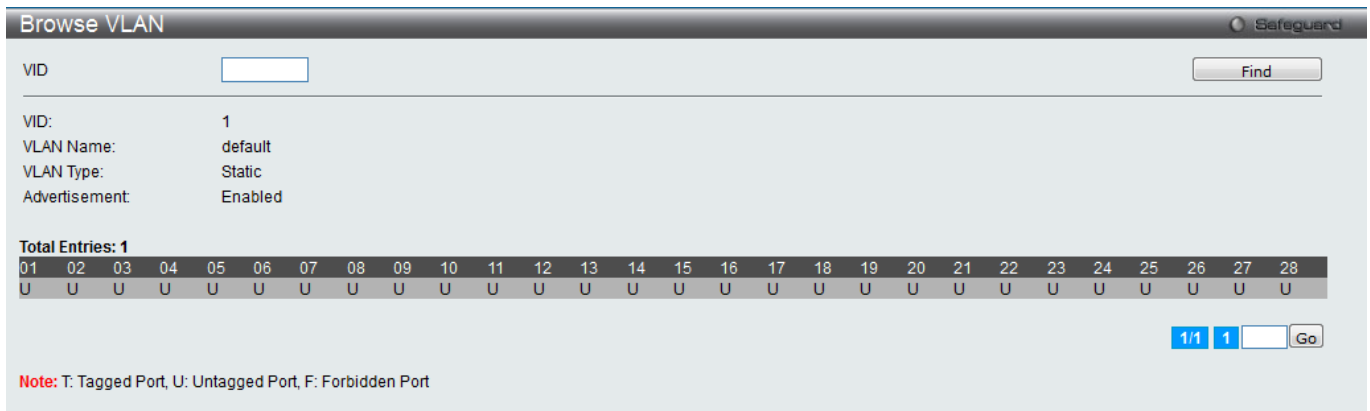 Browse VLAN Safeguard
VID Find
VID: 1
VLAN Name: default
VLAN Type: Static
Advertisement: Enabled
Total Entries: 1
01 02 03 04 05 06 07 08 09 10 11 12 13 14 15 16 17 18 19 20 21 22 23 24 25 26 27 28
U U U U U U U U U U U U U U U U U U U U U U U U U U U U
1/1 1 Go
Note: T: Tagged Port, U: Untagged Port, F: Forbidden Port